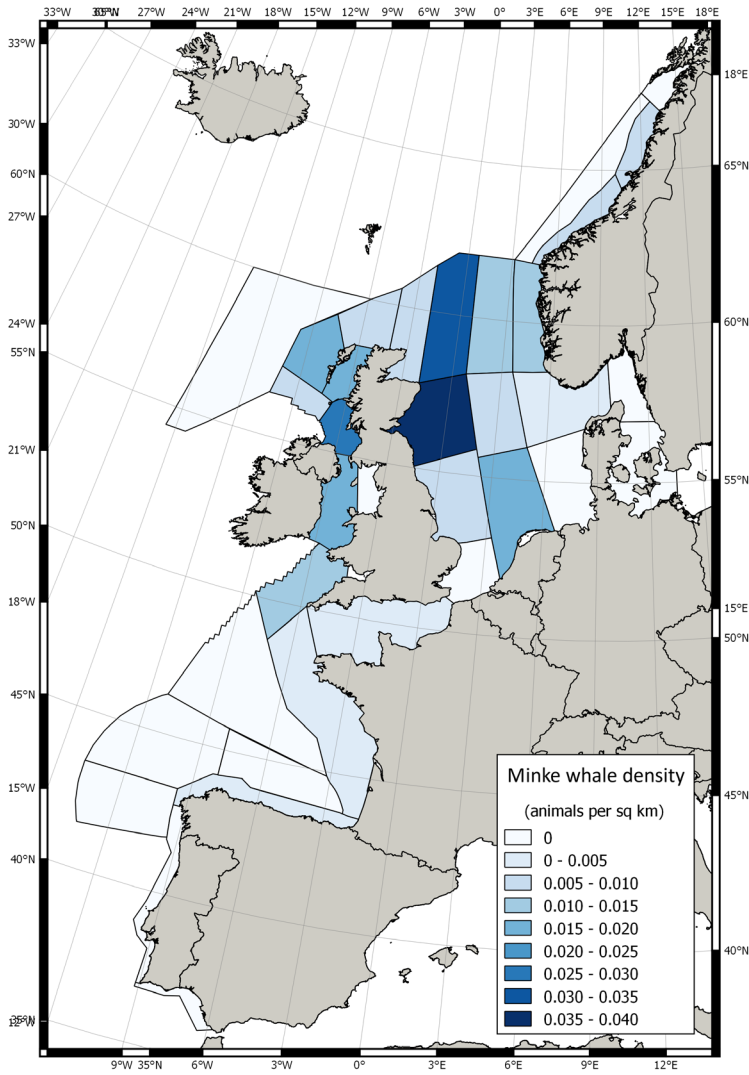 33°W 30°W 27°W 24°W 21°W 18°W 15°W 12°W 9°W 6°W 3°W 0° 3°E 6°E 9°E 12°E 15°E 18°E
33°W
18°E
30°W
65°N
60°N
27°W
24°W
60°N
55°N
21°W
55°N
50°N
18°W
15°E
50°N
45°N
15°W
45°N
40°N
40°N
9°W 35°N 6°W 3°W 0° 3°E 6°E 9°E 12°E
Minke whale density
(animals per sq km)
0
0 - 0.005
0.005 - 0.010
0.010 - 0.015
0.015 - 0.020
0.020 - 0.025
0.025 - 0.030
0.030 - 0.035
0.035 - 0.040